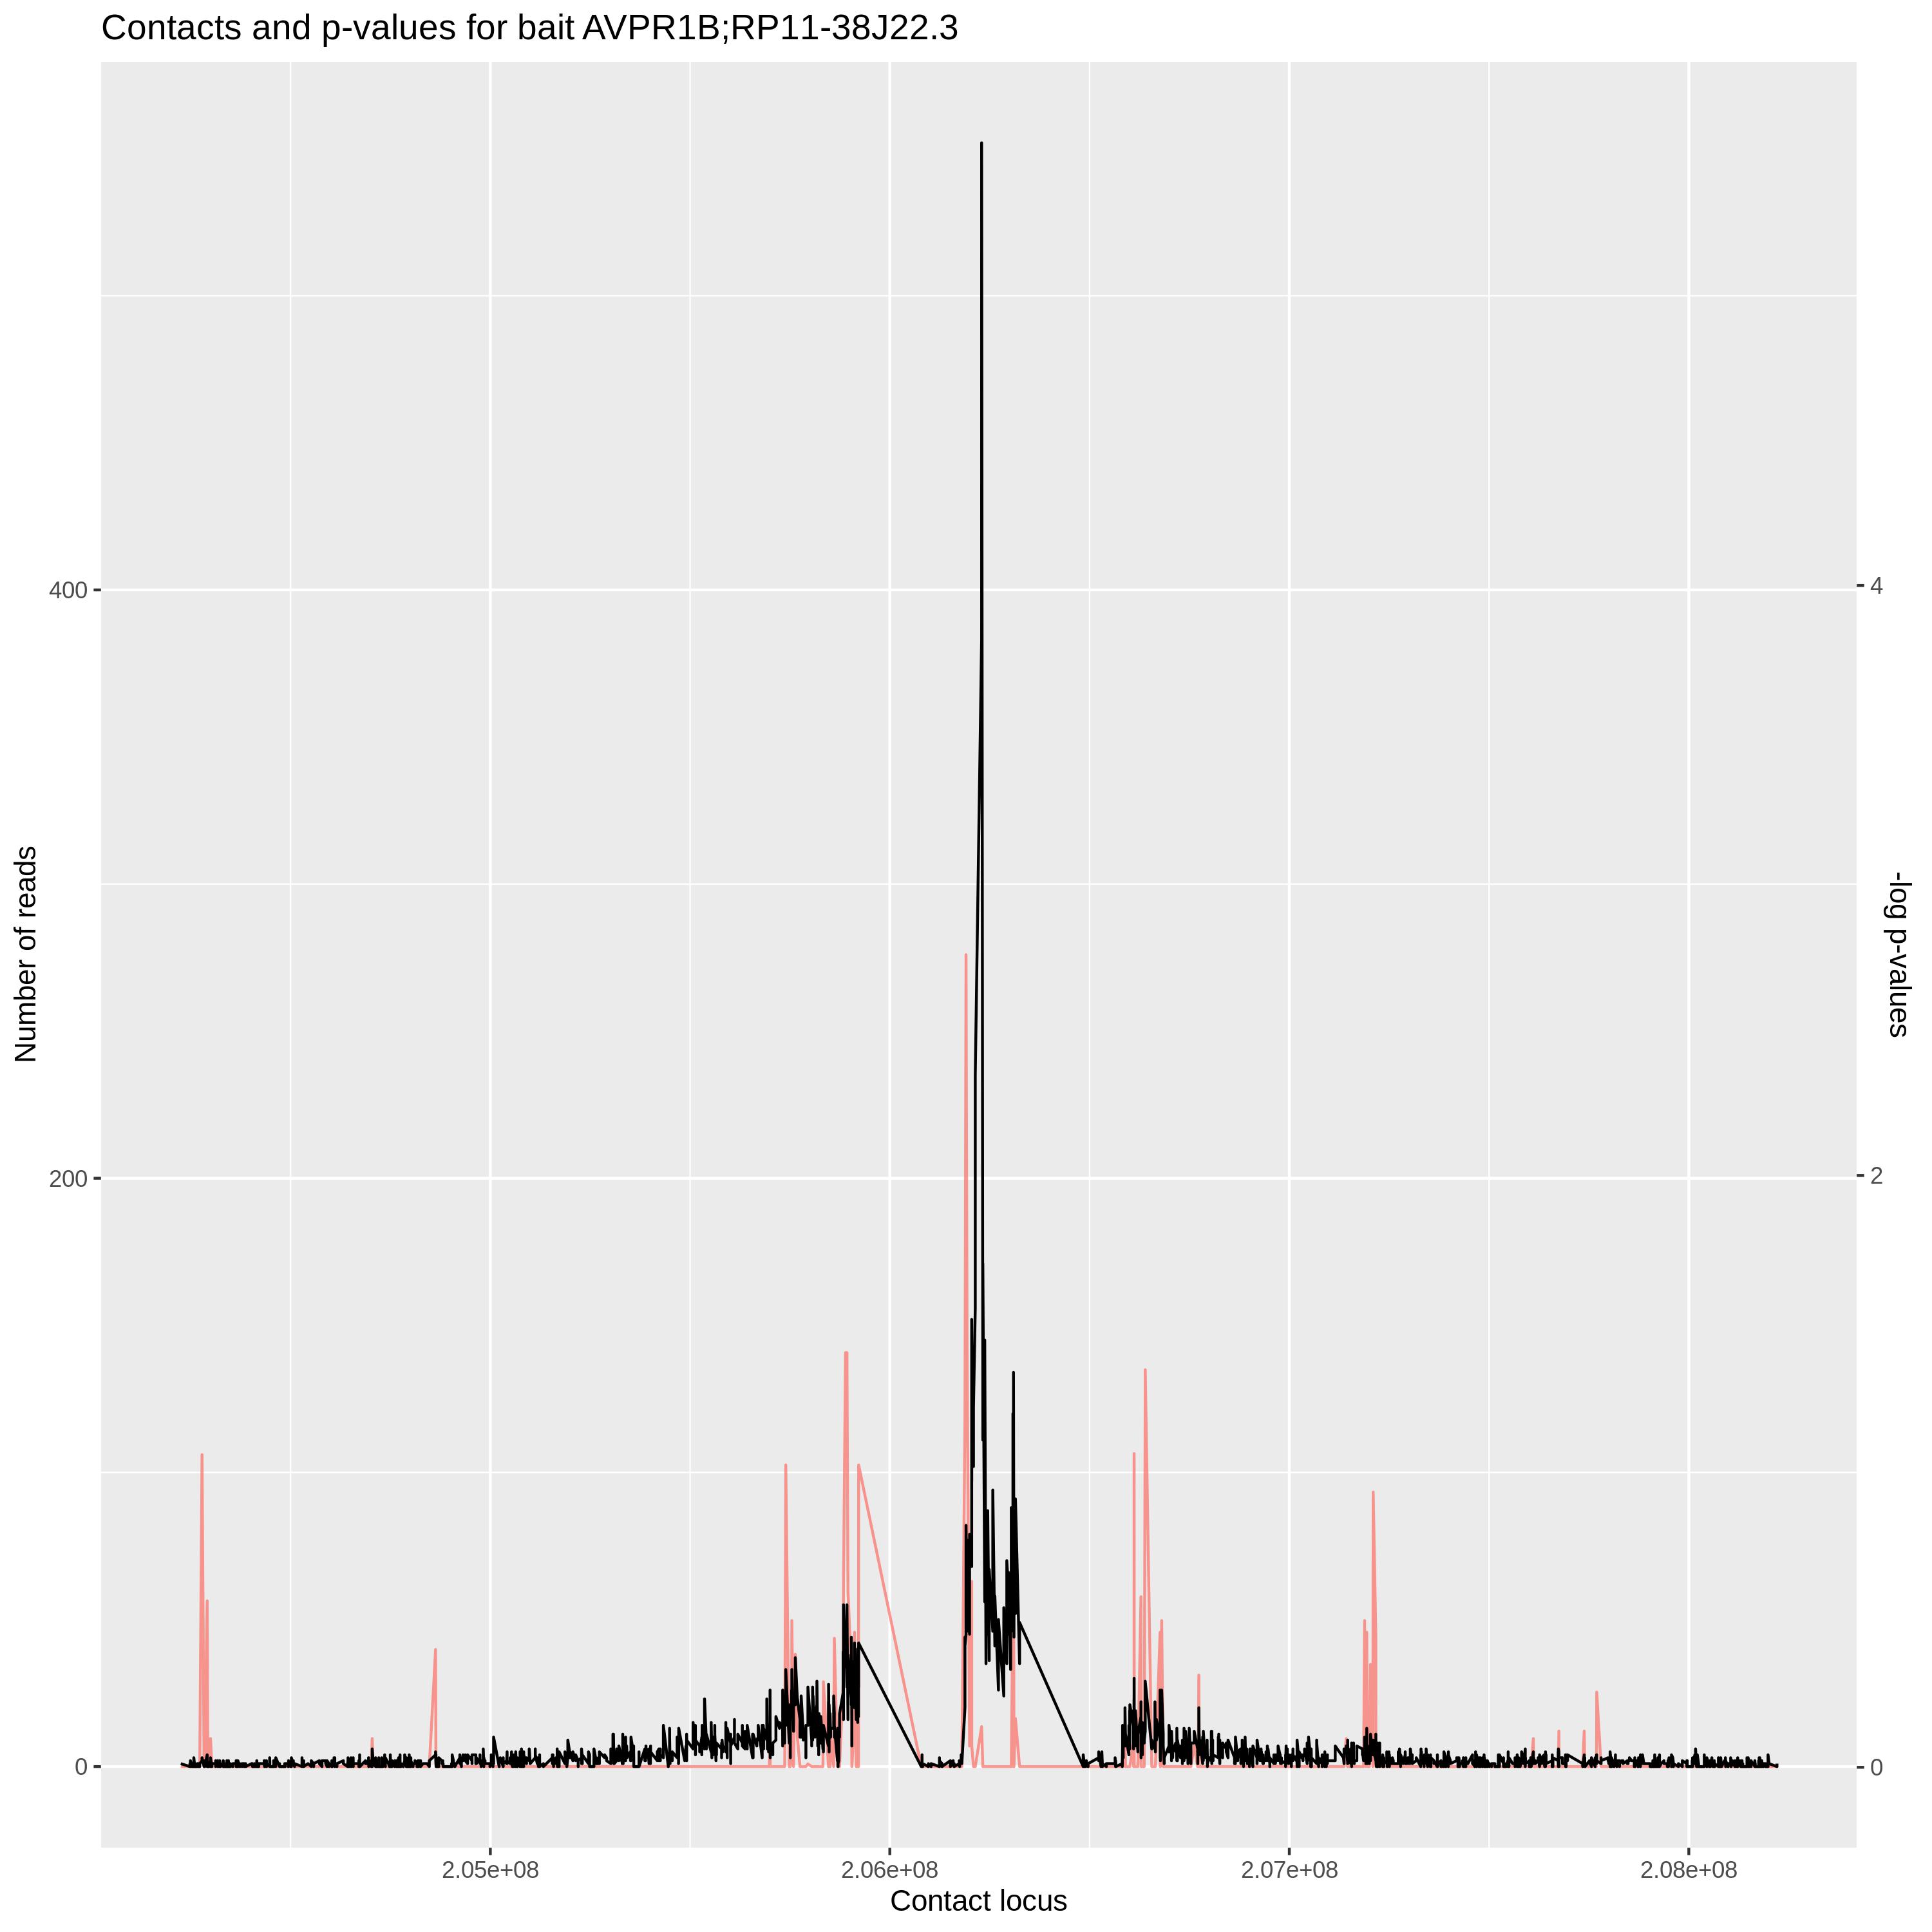 Contacts and p-values for bait AVPR1B;RP11-38J22.3
Number of reads
400
200
0
4
2
0
-log p-values
2.05e+08
2.06e+08
2.07e+08
2.08e+08
Contact locus